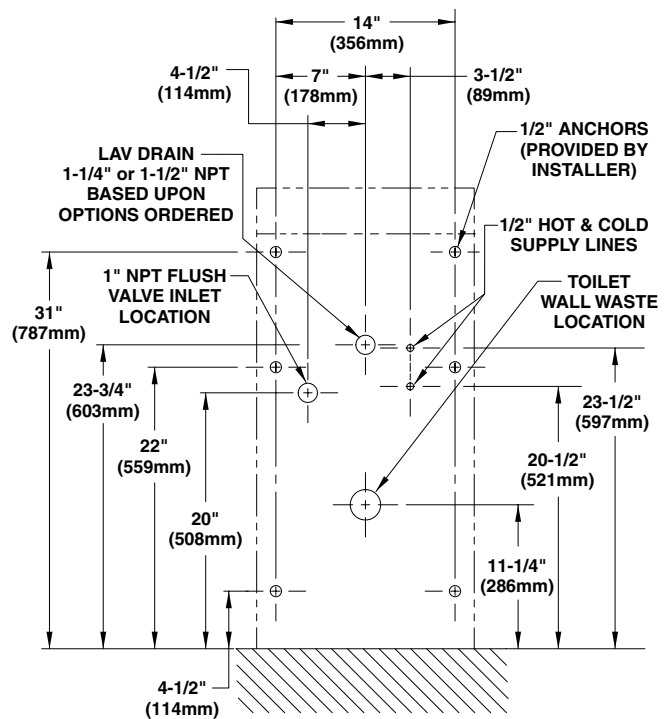 14"
(356mm)
4-1/2"
(114mm)
7"
(178mm)
3-1/2"
(89mm)
LAV DRAIN
1-1/4" or 1-1/2" NPT
BASED UPON
OPTIONS ORDERED
1/2" ANCHORS
(PROVIDED BY
INSTALLER)
1/2" HOT & COLD
SUPPLY LINES
1" NPT FLUSH
VALVE INLET
LOCATION
TOILET
WALL WASTE
LOCATION
31"
(787mm)
23-3/4"
(603mm)
22"
(559mm)
20"
(508mm)
23-1/2"
(597mm)
20-1/2"
(521mm)
11-1/4"
(286mm)
4-1/2"
(114mm)